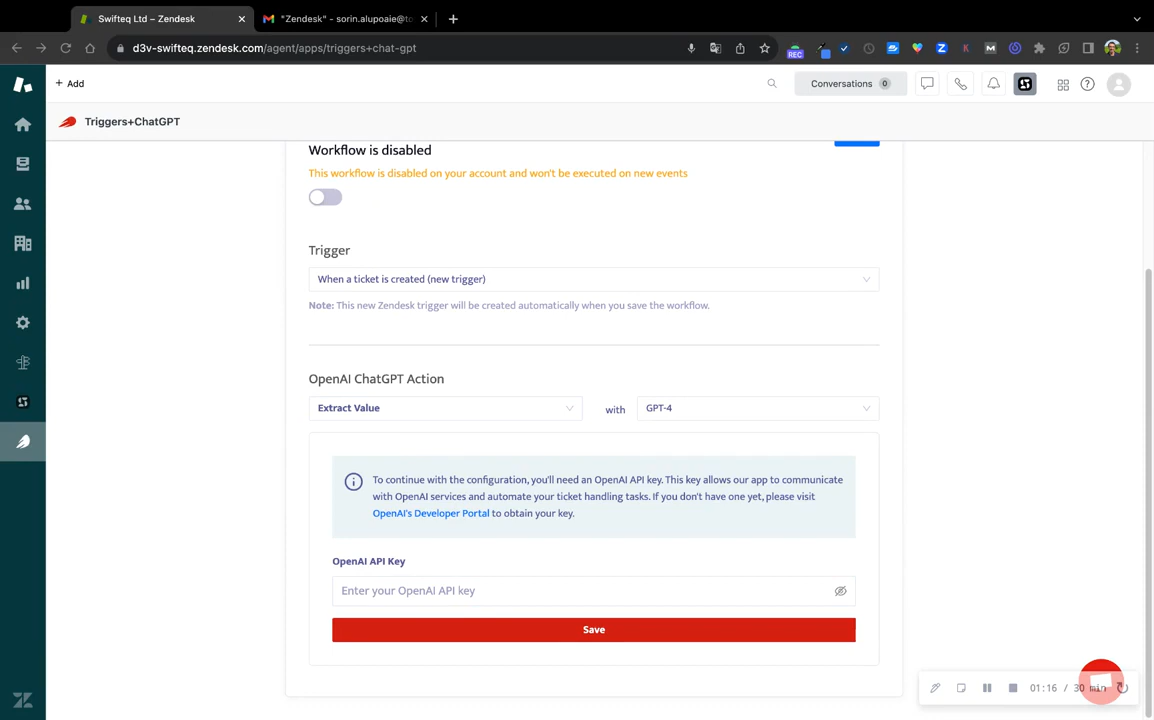 Swifteq Ltd – Zendesk
"Zendesk" - sorin.alupoaie@to
d3v-swifteq.zendesk.com/agent/apps/triggers+chat-gpt
REC
+ Add
Conversations 0
Triggers+ChatGPT
Workflow is disabled
This workflow is disabled on your account and won't be executed on new events
Trigger
When a ticket is created (new trigger)
Note: This new Zendesk trigger will be created automatically when you save the workflow.
OpenAI ChatGPT Action
Extract Value
with
GPT-4
To continue with the configuration, you'll need an OpenAI API key. This key allows our app to communicate
with OpenAI services and automate your ticket handling tasks. If you don't have one yet, please visit
OpenAI's Developer Portal to obtain your key.
OpenAI API Key
Enter your OpenAI API key
Save
01:16 / 30 min